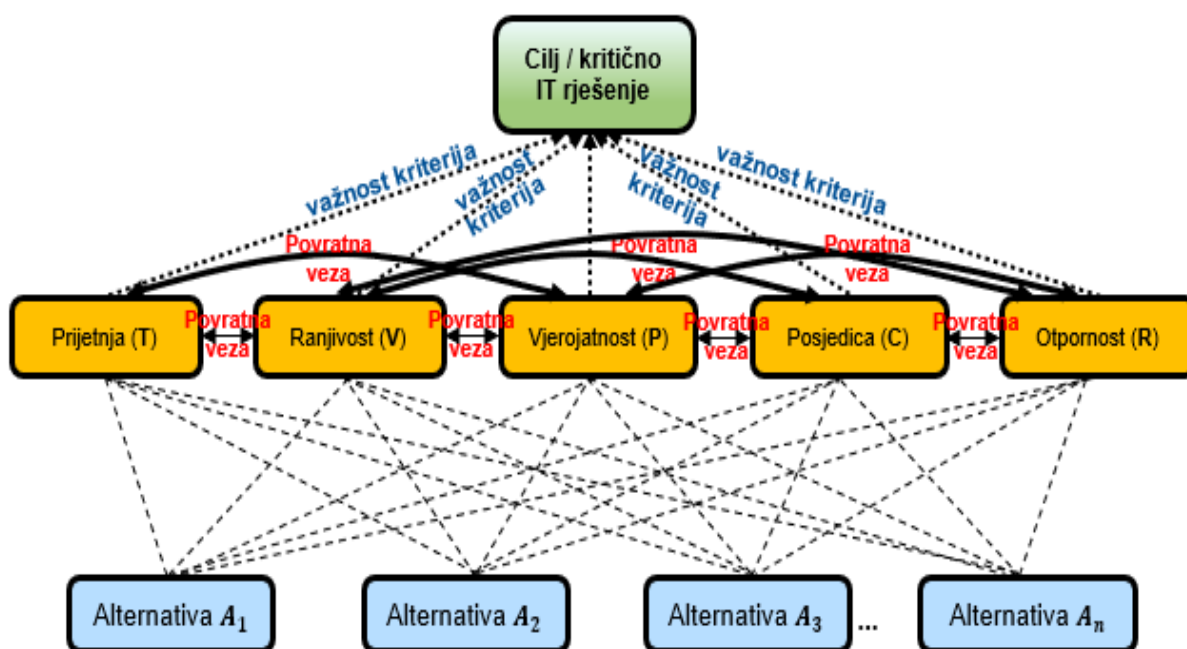 Cilj / kritično
IT rješenje
važnost kriterija
važnost
kriterija
važnost
kriterija
važnost kriterija
Povratna
veza
Povratna
veza
Povratna
veza
Prijetnja (T)
Povratna
veza
Ranjivost (V)
Povratna
veza
Vjerojatnost (P)
Povratna
veza
Posjedica (C)
Povratna
veza
Otpornost (R)
Alternativa A1
Alternativa A2
Alternativa A3
...
Alternativa An